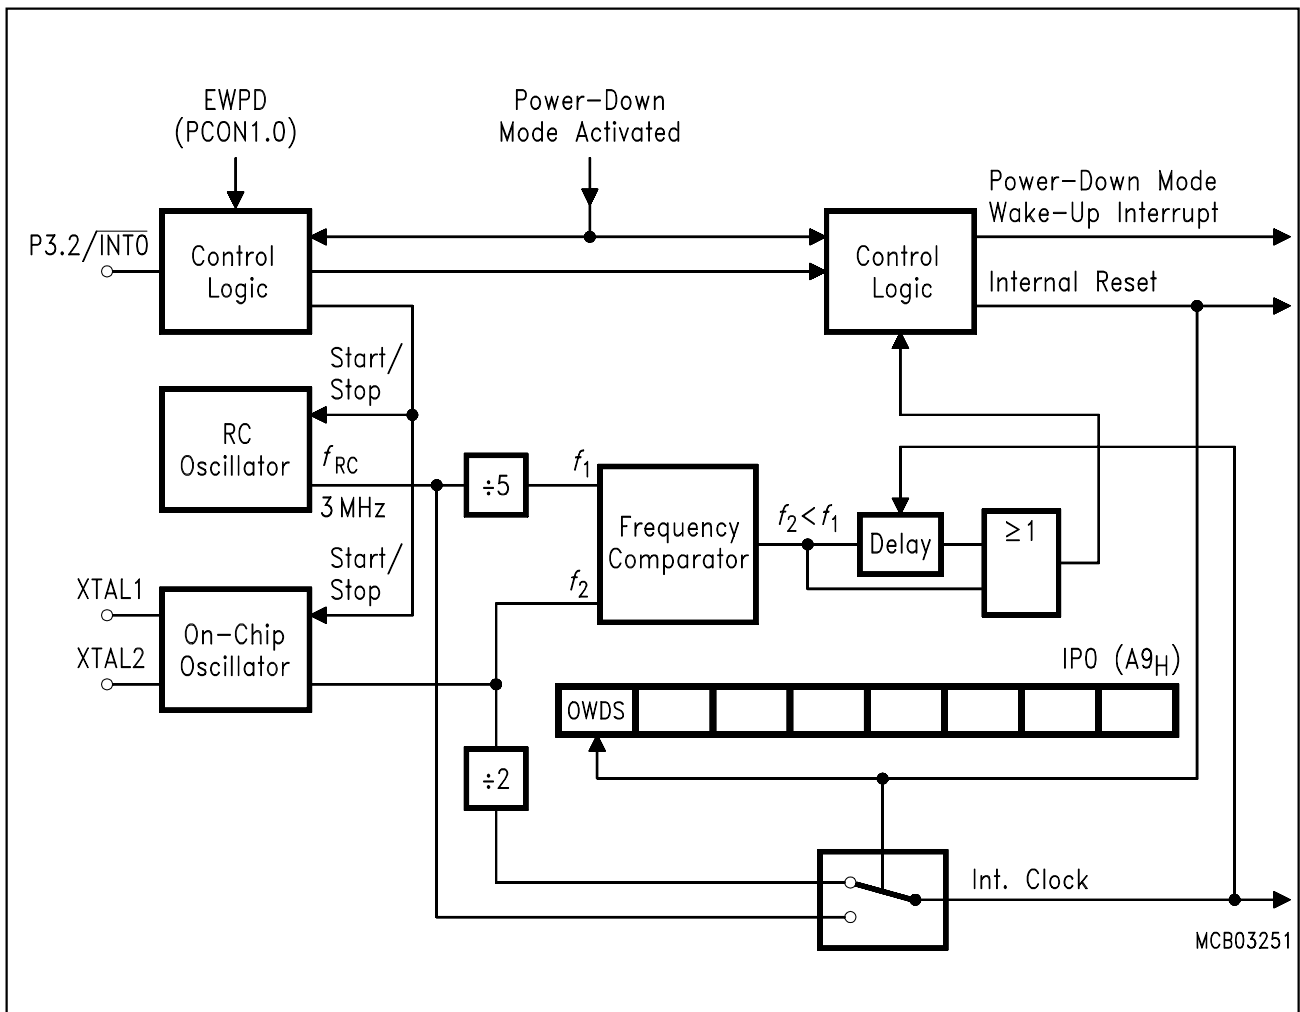 EWPD
(PCON1.0)
Power-Down
Mode Activated
Power-Down Mode
Wake-Up Interrupt
P3.2/INT0
Control
Logic
Control
Logic
Internal Reset
Start/
Stop
RC
Oscillator
fRC
3 MHz
÷5
f1
Frequency
Comparator
f2<f1
Delay
≥1
Start/
Stop
f2
XTAL1
XTAL2
On-Chip
Oscillator
IP0 (A9H)
OWDS
÷2
Int. Clock
MCB03251